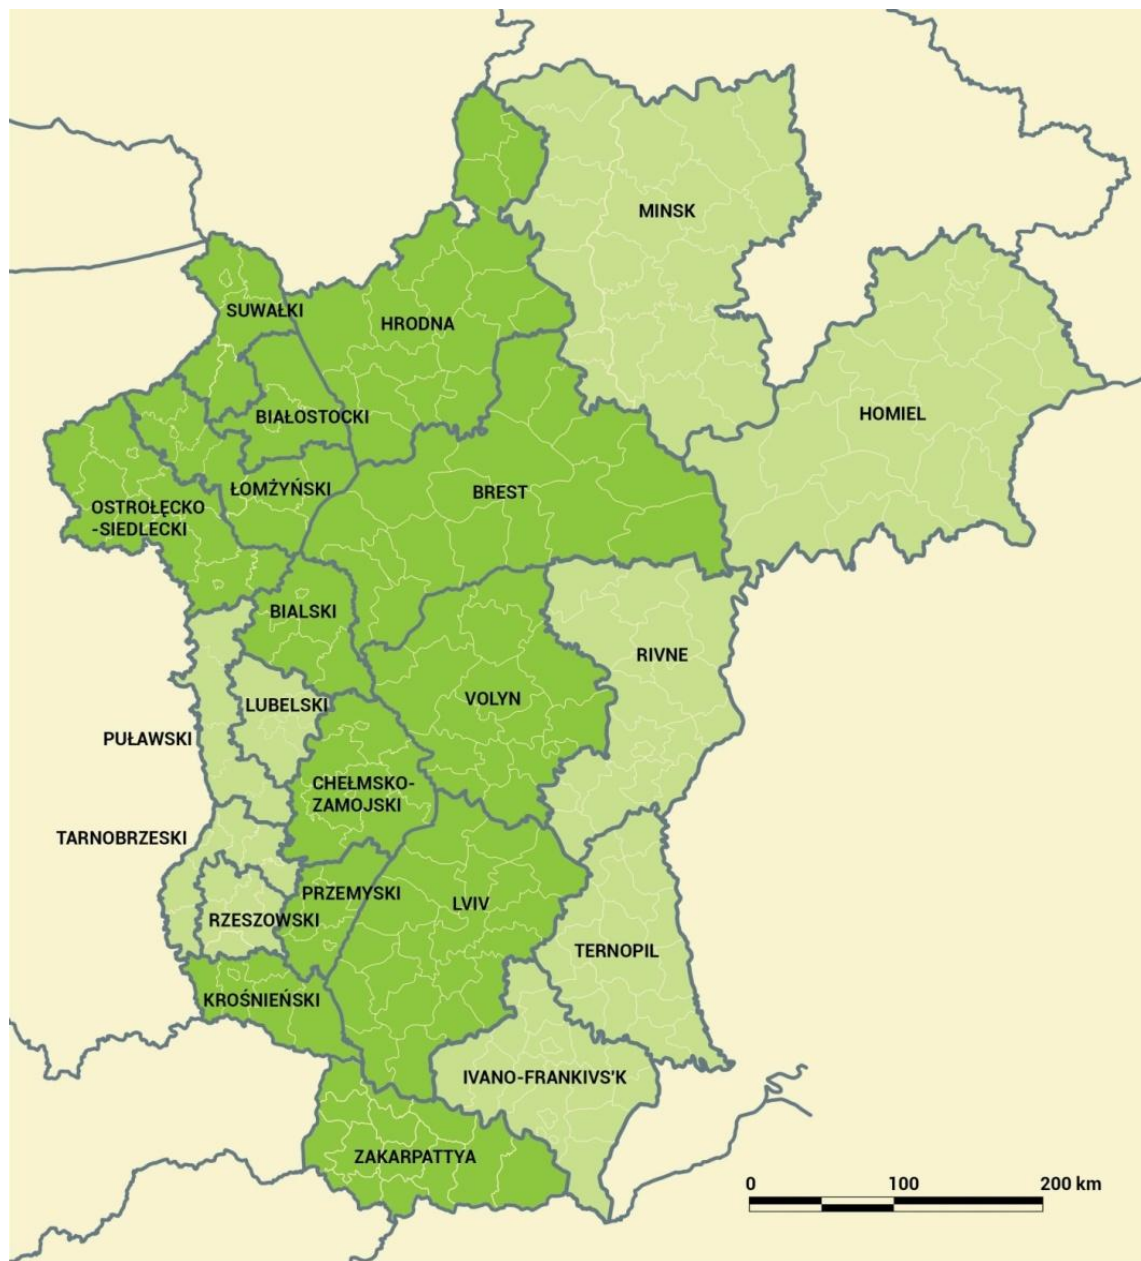 MINSK
SUWAŁKI
HRODNA
HOMIEL
BIAŁOSTOCKI
ŁOMŻYŃSKI
BREST
OSTROŁĘCKO
-SIEDLECKI
BIALSKI
RIVNE
LUBELSKI
VOLYN
PUŁAWSKI
CHEŁMSKO-
ZAMOJSKI
TARNOBRZESKI
PRZEMYSKI
LVIV
RZESZOWSKI
TERNOPIL
KROŚNIEŃSKI
IVANO-FRANKIVS'K
ZAKARPATTYA
0 100 200 km